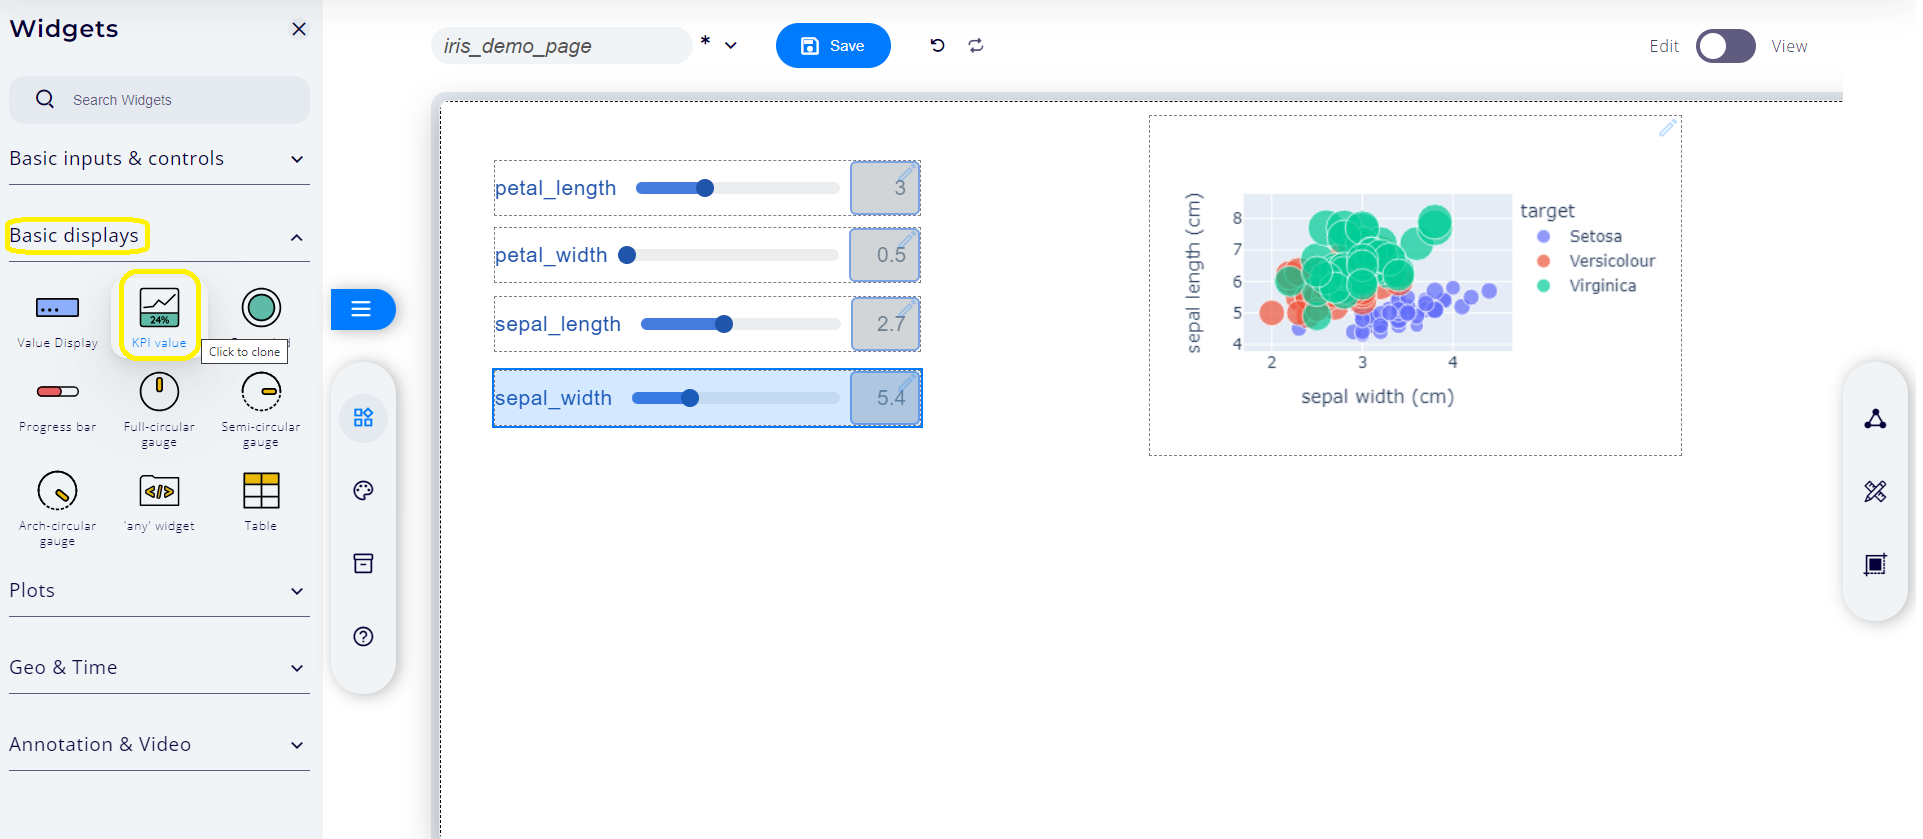 Widgets
Search Widgets
Basic inputs & controls
Basic displays
Value Display
24%
KPI value
Click to clone
Progress bar
Full-circular
gauge
Semi-circular
gauge
Arch-circular
gauge
</>
'any' widget
Table
Plots
Geo & Time
Annotation & Video
iris_demo_page
*
Save
Edit
View
petal_length
3
petal_width
0.5
sepal_length
2.7
sepal_width
5.4
sepal length (cm)
8
7
6
5
4
2
3
4
sepal width (cm)
target
Setosa
Versicolour
Virginica